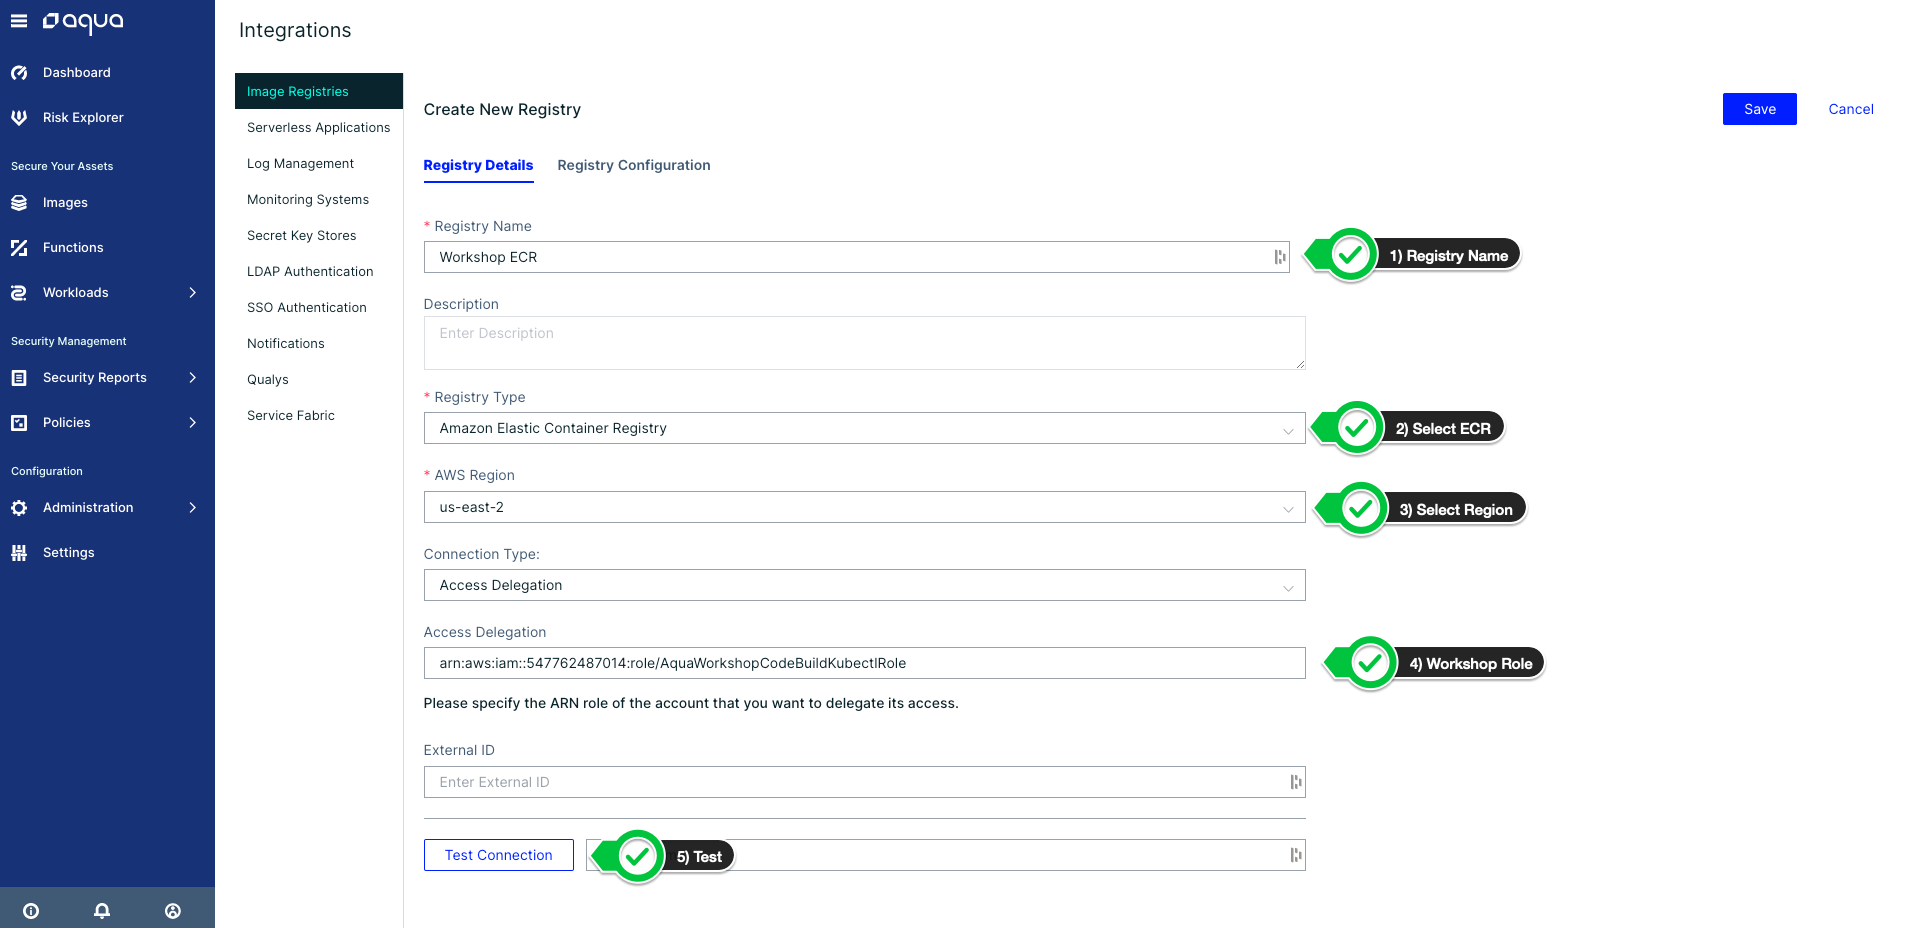 aqua
Integrations
Dashboard
Risk Explorer
Secure Your Assets
Images
Functions
Workloads
Security Management
Security Reports
Policies
Configuration
Administration
Settings
Image Registries
Serverless Applications
Log Management
Monitoring Systems
Secret Key Stores
LDAP Authentication
SSO Authentication
Notifications
Qualys
Service Fabric
Create New Registry
Save
Cancel
Registry Details
Registry Configuration
* Registry Name
Workshop ECR
1) Registry Name
Description
Enter Description
* Registry Type
Amazon Elastic Container Registry
2) Select ECR
* AWS Region
us-east-2
3) Select Region
Connection Type:
Access Delegation
Access Delegation
arn:aws:iam::547762487014:role/AquaWorkshopCodeBuildKubectlRole
4) Workshop Role
Please specify the ARN role of the account that you want to delegate its access.
External ID
Enter External ID
Test Connection
5) Test